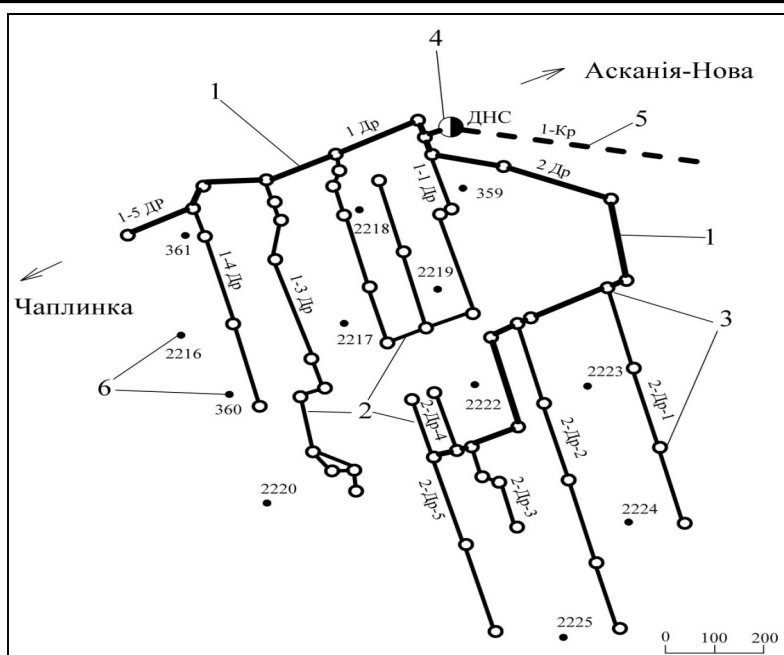 4
Асканія-Нова
ДНС
5
1
1 Др
1-Кр
2 Др
1-1 Др
359
1-5 ДР
2218
361
1
1-4 Др
1-3 Др
2219
Чаплинка
2217
3
2216
6
2222
2223
360
2
2-Др-4
2-Др-1
2-Др-2
2220
2-Др-5
2-Др-3
2224
2225
0 100 200